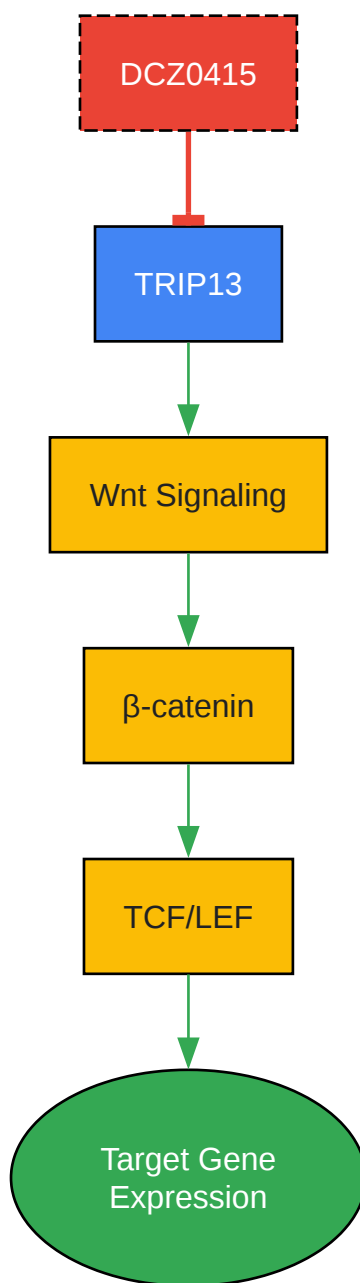 DCZ0415
TRIP13
Wnt Signaling
β-catenin
TCF/LEF
Target Gene
Expression